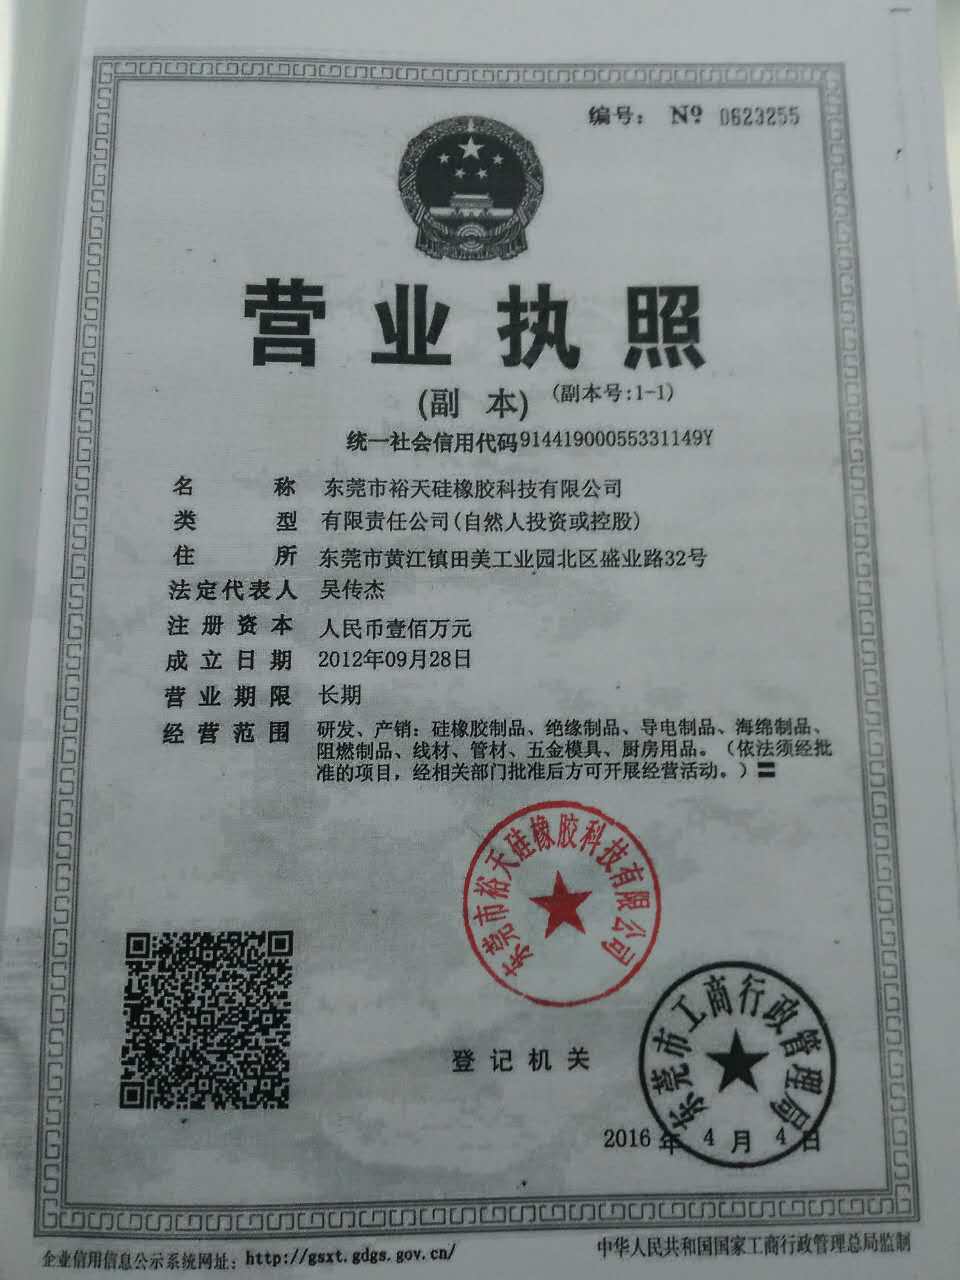 编号： № 0623255
营业执照
(副 本) (副本号:1-1)
统一社会信用代码91441900055331149Y
名 称 东莞市裕天硅橡胶科技有限公司
类 型 有限责任公司(自然人投资或控股)
住 所 东莞市黄江镇田美工业园北区盛业路32号
法定代表人 吴传杰
注册资本 人民币壹佰万元
成立日期 2012年09月28日
营业期限 长期
经营范围 研发、产销：硅橡胶制品、绝缘制品、导电制品、海绵制品、
阻燃制品、线材、管材、五金模具、厨房用品。（依法须经批
准的项目，经相关部门批准后方可开展经营活动。）〓
东莞市裕天硅橡胶科技有限公司
登记机关
东莞市工商行政管理局
2016 年 4 月 4 日
企业信用信息公示系统网址：http://gsxt.gdgs.gov.cn/
中华人民共和国国家工商行政管理总局监制